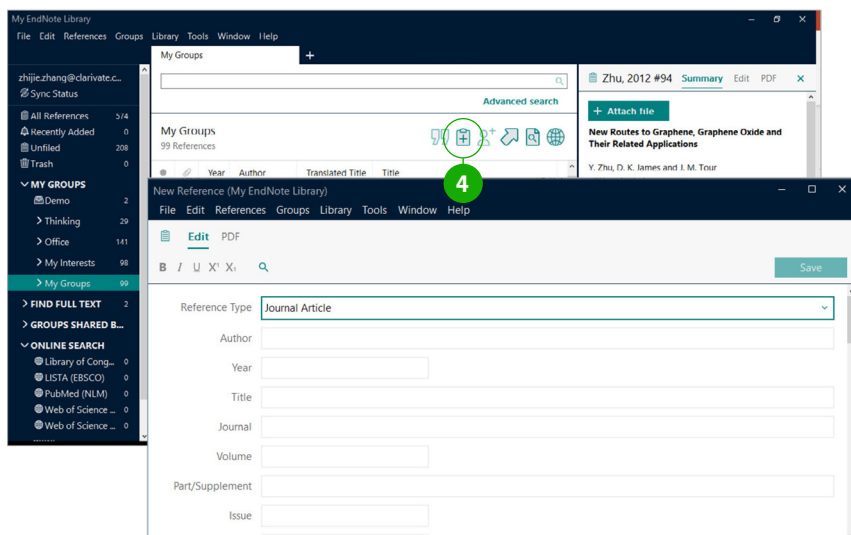 My EndNote Library
File Edit References Groups Library Tools Window Help
My Groups
zhijie.zhang@clarivate.c...
Sync Status
All References 574
Recently Added 0
Unfiled 208
Trash 0
MY GROUPS
Demo 2
Thinking 29
Office 141
My Interests 98
My Groups 99
FIND FULL TEXT 2
GROUPS SHARED B...
ONLINE SEARCH
Library of Cong... 0
LISTA (EBSCO) 0
PubMed (NLM) 0
Web of Science ... 0
Web of Science ... 0
Advanced search
My Groups
99 References
Year Author Translated Title Title
4
Zhu, 2012 #94 Summary Edit PDF
+ Attach file
New Routes to Graphene, Graphene Oxide and
Their Related Applications
Y. Zhu, D. K. James and J. M. Tour
New Reference (My EndNote Library)
File Edit References Groups Library Tools Window Help
Edit PDF
B I U X¹ X₁
Save
Reference Type Journal Article
Author
Year
Title
Journal
Volume
Part/Supplement
Issue